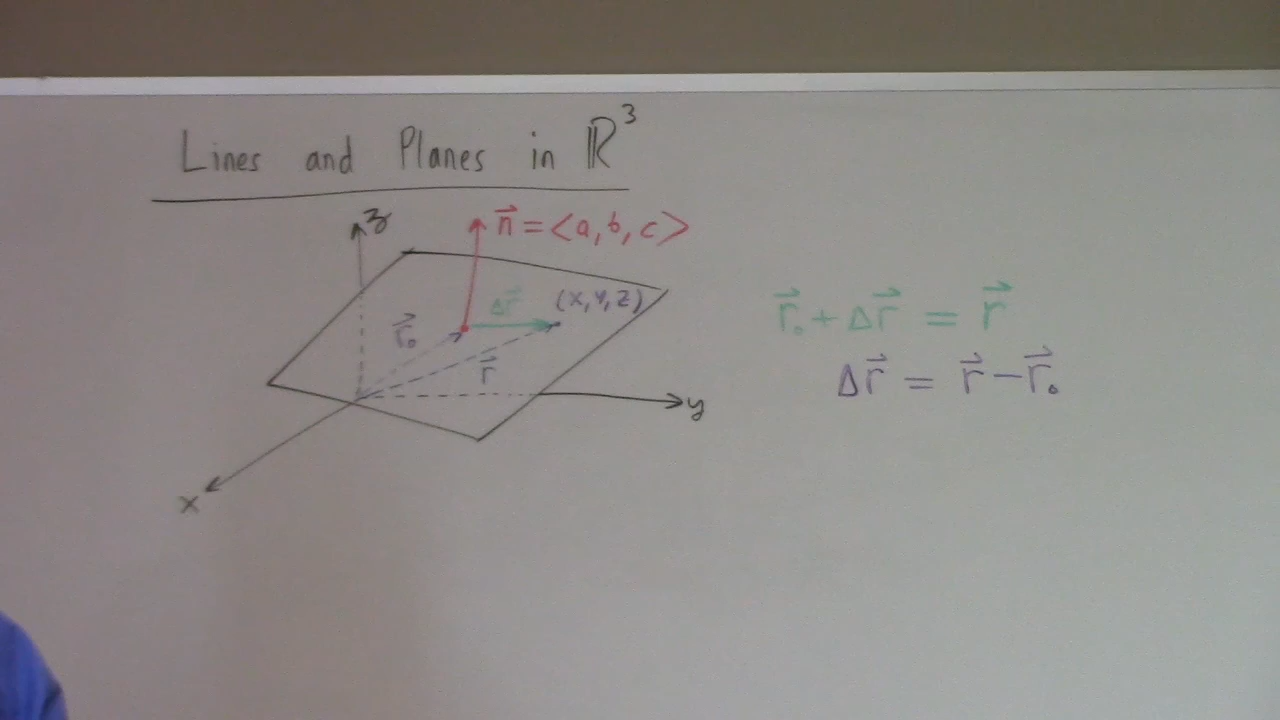 Lines and Planes in ℝ³
z
n⃗ = <a, b, c>
Δr⃗
(x, y, z)
r⃗₀
r⃗
y
x
r⃗₀ + Δr⃗ = r⃗
Δr⃗ = r⃗ − r⃗₀